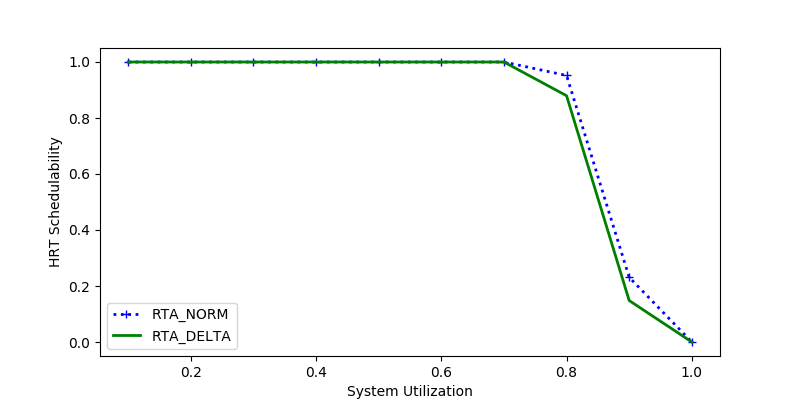 1.0
0.8
0.6
0.4
0.2
0.0
HRT Schedulability
RTA_NORM
RTA_DELTA
0.2 0.4 0.6 0.8 1.0
System Utilization